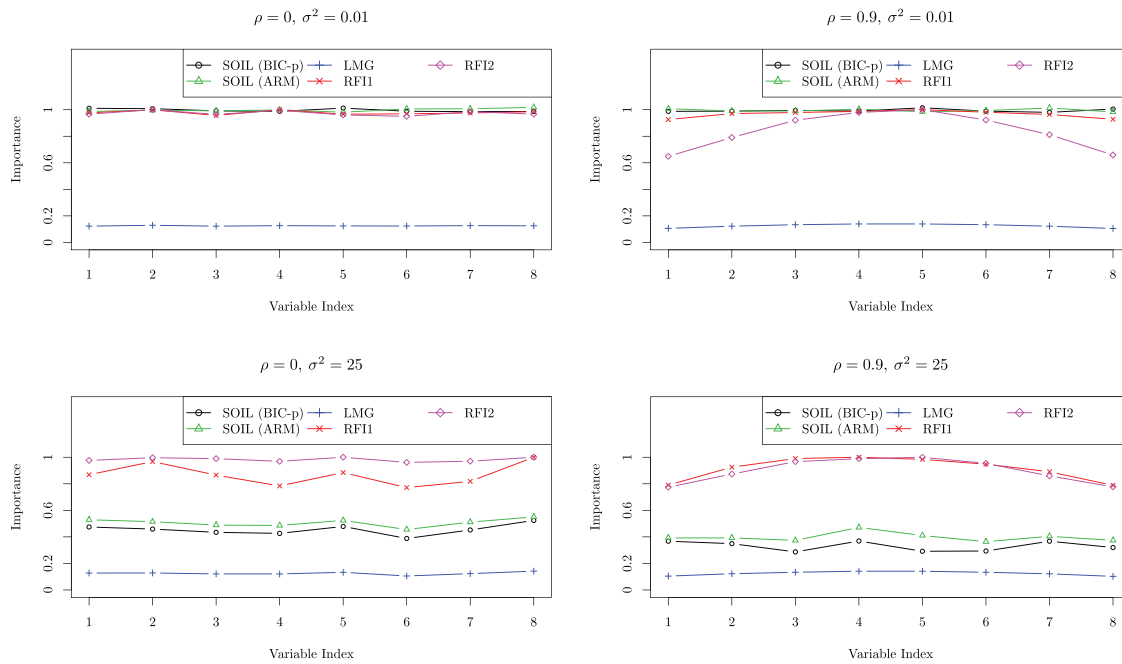 ρ = 0, σ² = 0.01
SOIL (BIC-p) LMG RFI2
SOIL (ARM) RFI1
Importance
1
0.6
0.2
0
1 2 3 4 5 6 7 8
Variable Index
ρ = 0.9, σ² = 0.01
SOIL (BIC-p) LMG RFI2
SOIL (ARM) RFI1
Importance
1
0.6
0.2
0
1 2 3 4 5 6 7 8
Variable Index
ρ = 0, σ² = 25
SOIL (BIC-p) LMG RFI2
SOIL (ARM) RFI1
Importance
1
0.6
0.2
0
1 2 3 4 5 6 7 8
Variable Index
ρ = 0.9, σ² = 25
SOIL (BIC-p) LMG RFI2
SOIL (ARM) RFI1
Importance
1
0.6
0.2
0
1 2 3 4 5 6 7 8
Variable Index